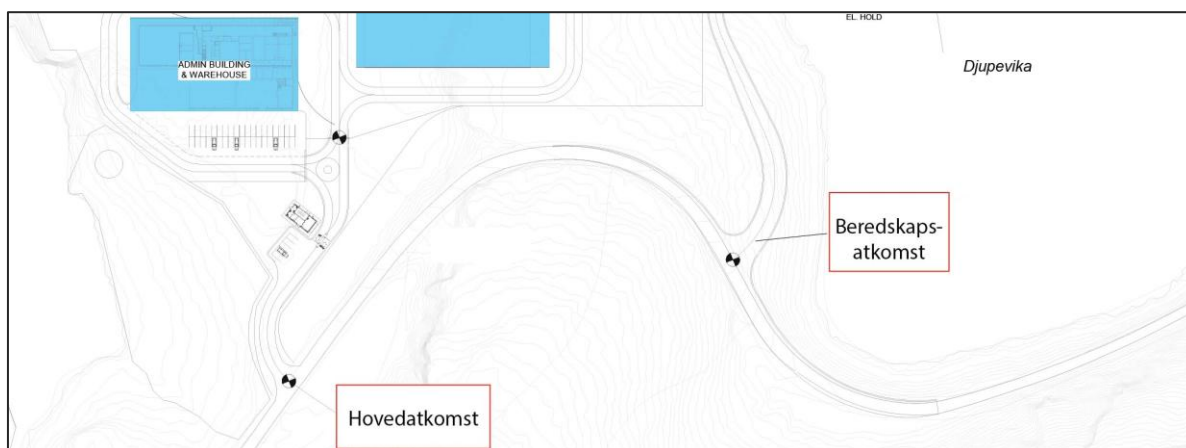 EL. HOLD
Djupevika
ADMIN BUILDING
& WAREHOUSE
Beredskaps-
atkomst
Hovedatkomst